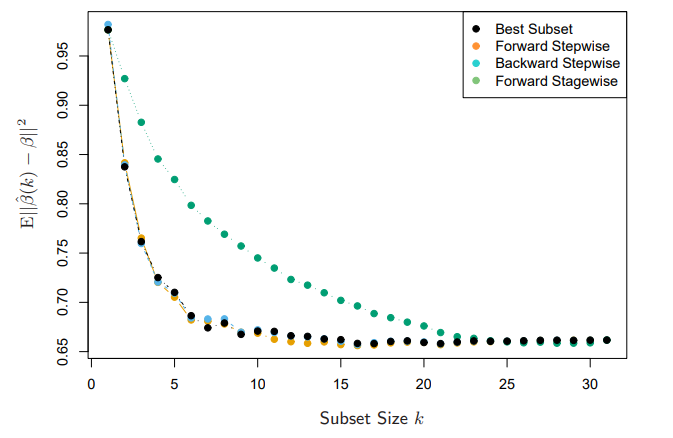 Best Subset
Forward Stepwise
Backward Stepwise
Forward Stagewise
E||β̂(k) − β||²
0.95
0.90
0.85
0.80
0.75
0.70
0.65
0 5 10 15 20 25 30
Subset Size k